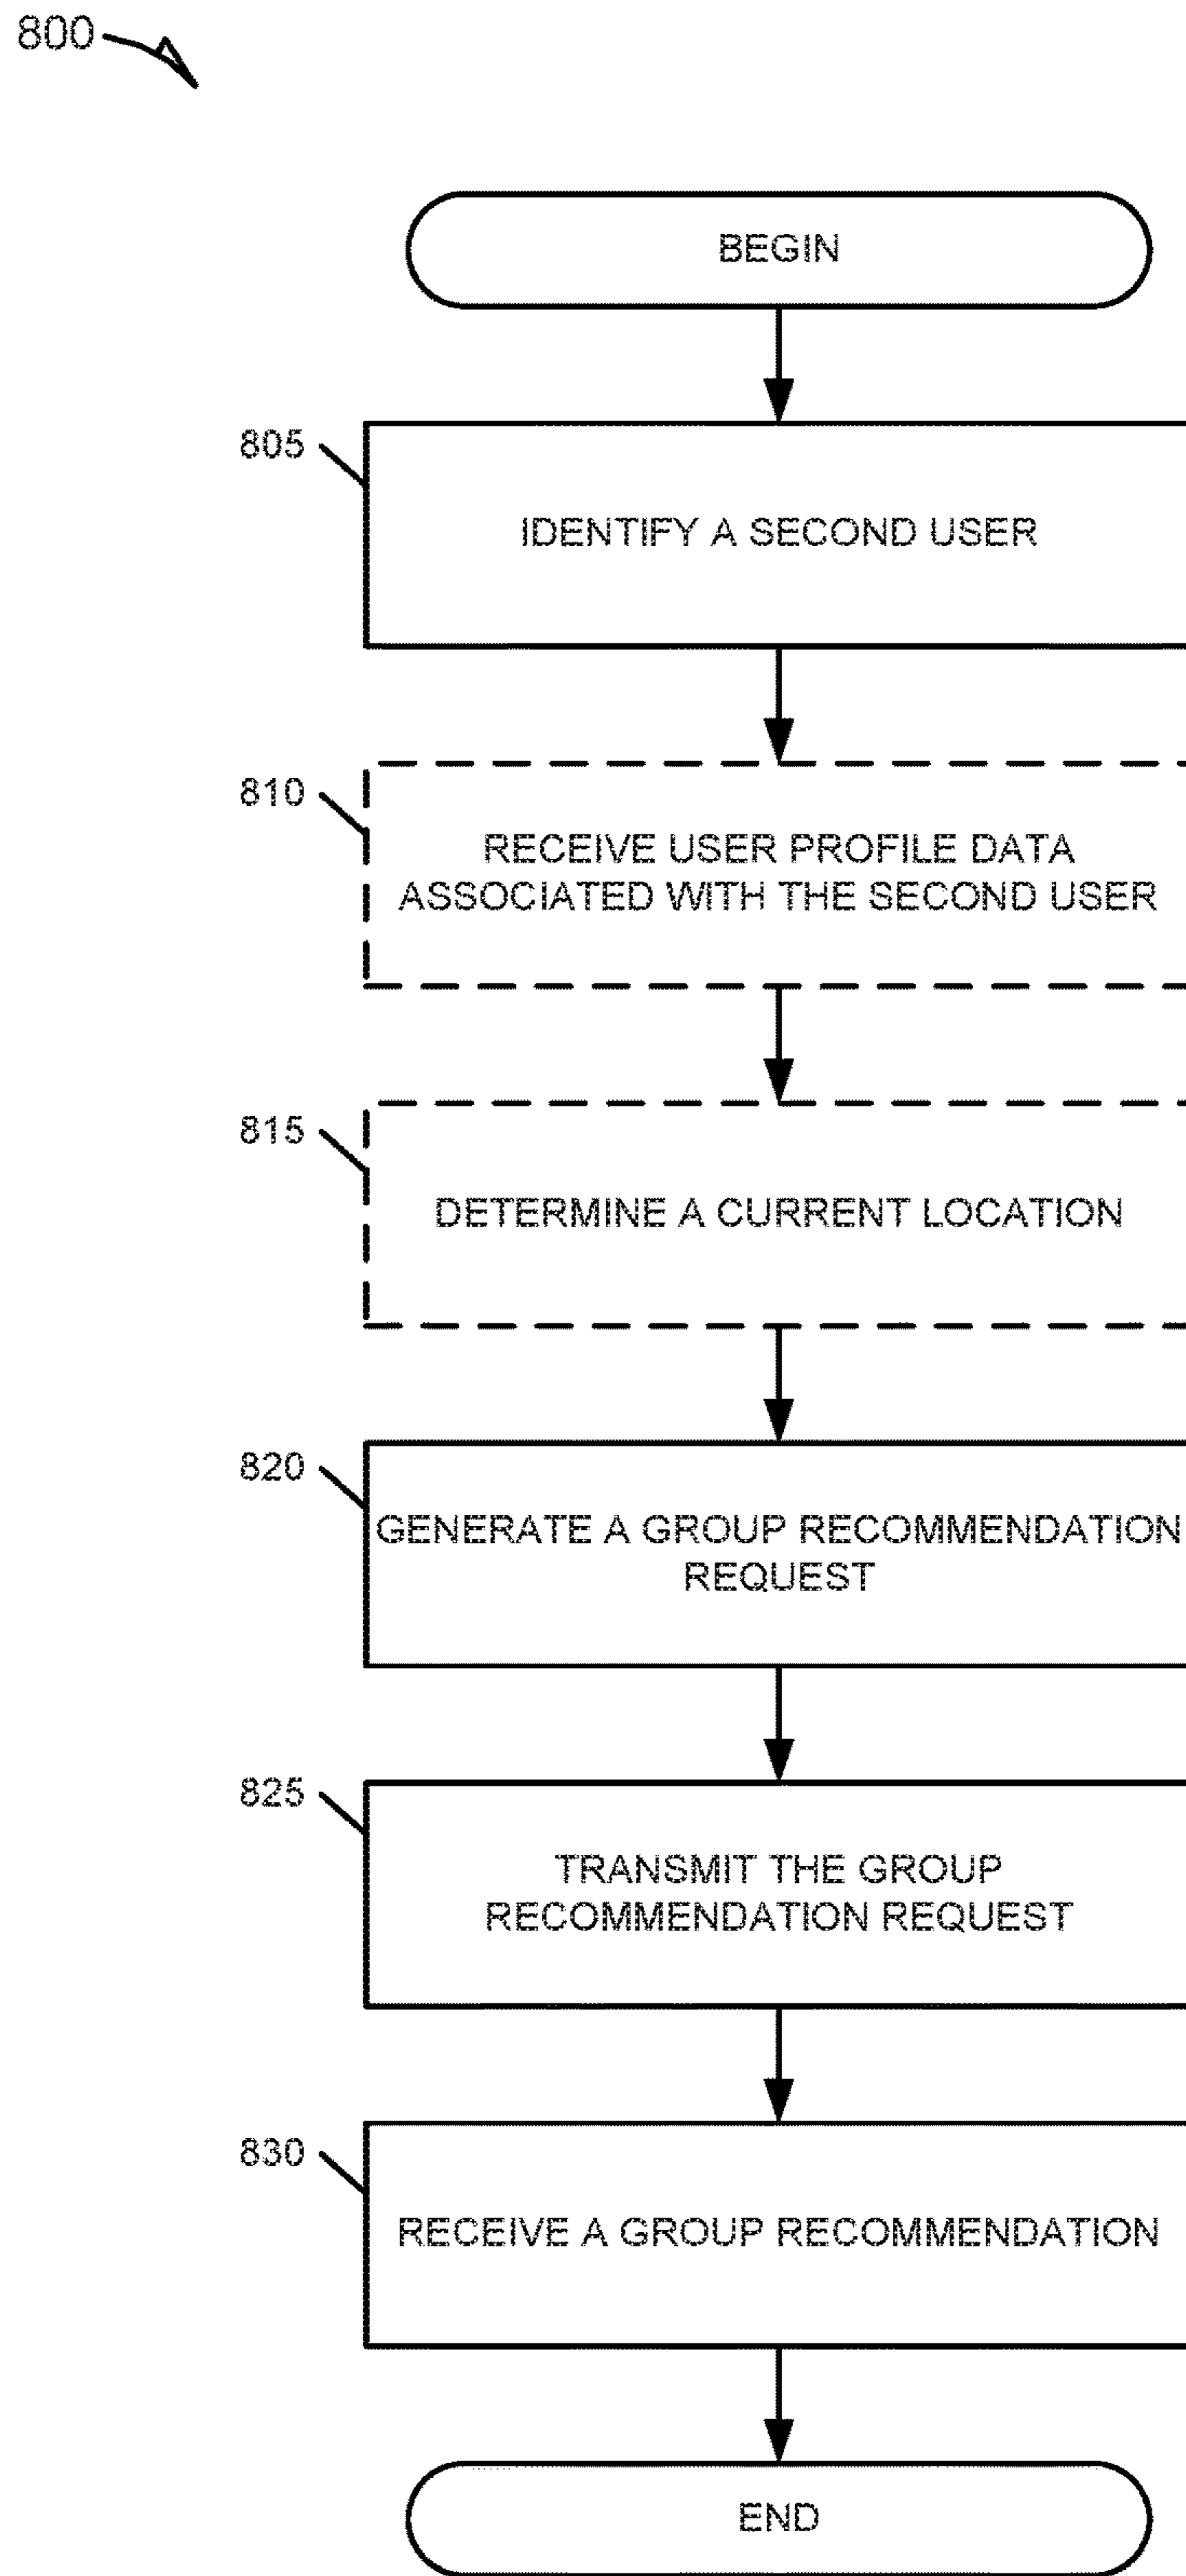 800
BEGIN
805
IDENTIFY A SECOND USER
810
RECEIVE USER PROFILE DATA
ASSOCIATED WITH THE SECOND USER
815
DETERMINE A CURRENT LOCATION
820
GENERATE A GROUP RECOMMENDATION
REQUEST
825
TRANSMIT THE GROUP
RECOMMENDATION REQUEST
830
RECEIVE A GROUP RECOMMENDATION
END